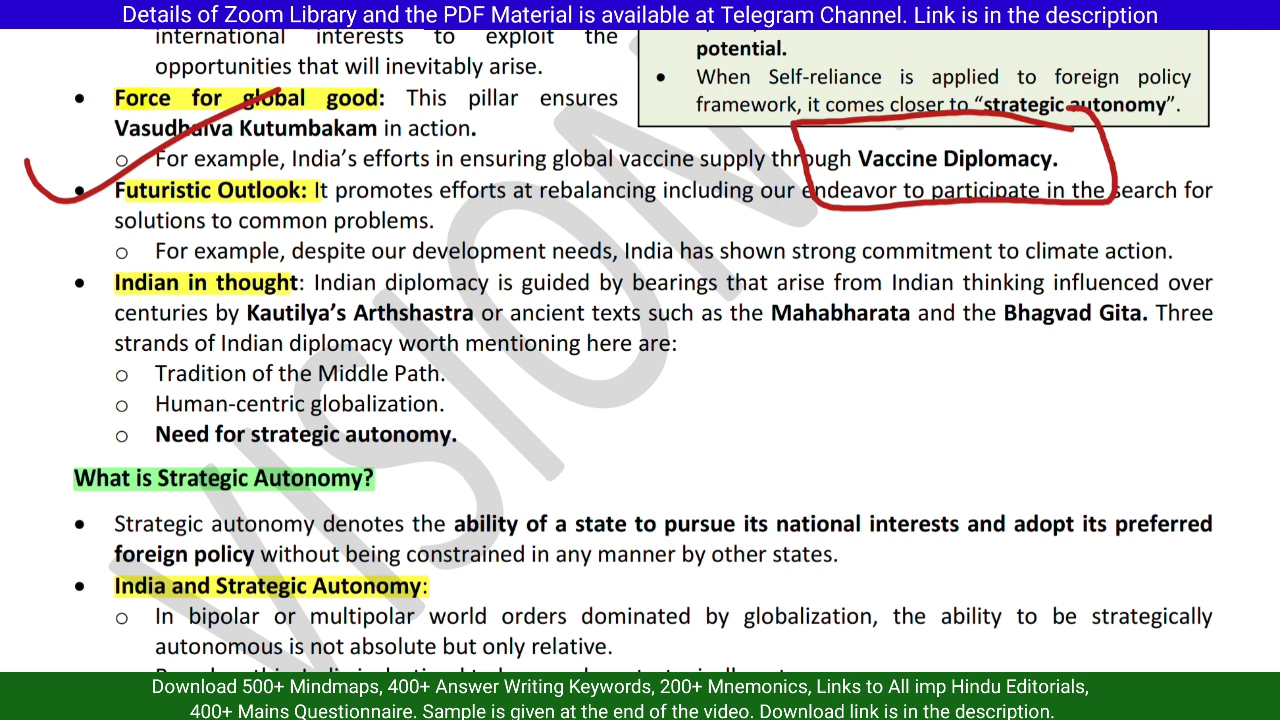 Details of Zoom Library and the PDF Material is available at Telegram Channel. Link is in the description
international interests to exploit the
opportunities that will inevitably arise.
• Force for global good: This pillar ensures
Vasudhaiva Kutumbakam in action.
potential.
• When Self-reliance is applied to foreign policy
framework, it comes closer to “strategic autonomy”.
o For example, India’s efforts in ensuring global vaccine supply through Vaccine Diplomacy.
• Futuristic Outlook: It promotes efforts at rebalancing including our endeavor to participate in the search for
solutions to common problems.
o For example, despite our development needs, India has shown strong commitment to climate action.
• Indian in thought: Indian diplomacy is guided by bearings that arise from Indian thinking influenced over
centuries by Kautilya’s Arthshastra or ancient texts such as the Mahabharata and the Bhagvad Gita. Three
strands of Indian diplomacy worth mentioning here are:
o Tradition of the Middle Path.
o Human-centric globalization.
o Need for strategic autonomy.
What is Strategic Autonomy?
• Strategic autonomy denotes the ability of a state to pursue its national interests and adopt its preferred
foreign policy without being constrained in any manner by other states.
• India and Strategic Autonomy:
o In bipolar or multipolar world orders dominated by globalization, the ability to be strategically
autonomous is not absolute but only relative.
VISION
Download 500+ Mindmaps, 400+ Answer Writing Keywords, 200+ Mnemonics, Links to All imp Hindu Editorials,
400+ Mains Questionnaire. Sample is given at the end of the video. Download link is in the description.